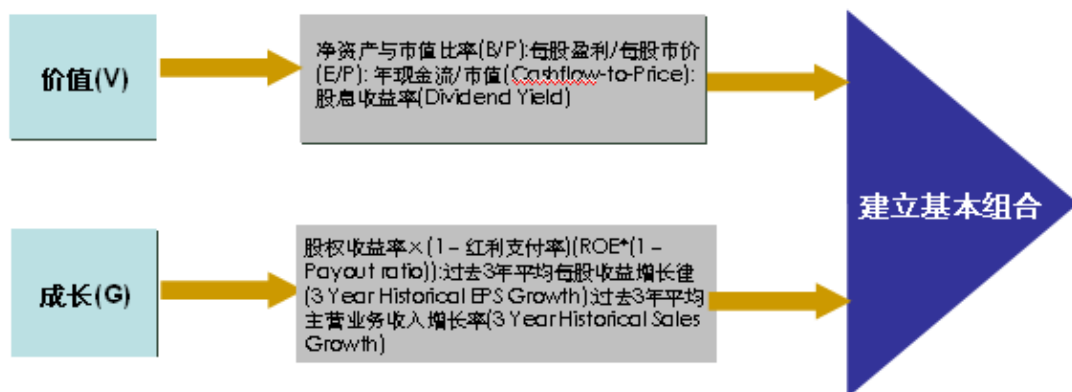 价值(V)
净资产与市值比率(B/P):每股盈利/每股市价
(E/P): 年现金流/市值(Cashflow-to-Price):
股息收益率(Dividend Yield)
建立基本组合
成长(G)
股权收益率×(1－红利支付率)(ROE*(1－
Payout ratio)):过去3年平均每股收益增长律
(3 Year Historical EPS Growth):过去3年平均
主营业务收入增长率(3 Year Historical Sales
Growth)